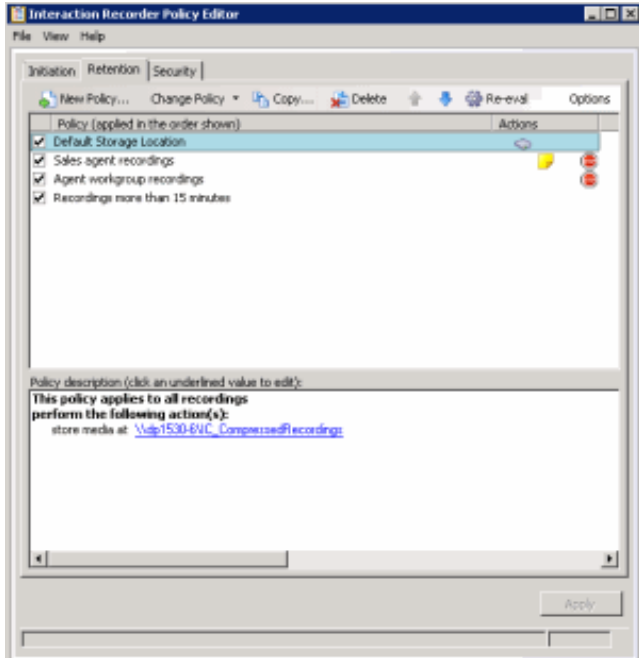 Interaction Recorder Policy Editor
File View Help
Initiation Retention Security
New Policy... Change Policy Copy... Delete Re-eval Options
Policy (applied in the order shown) Actions
Default Storage Location
Sales agent recordings
Agent workgroup recordings
Recordings more than 15 minutes
Policy description (click an underlined value to edit):
This policy applies to all recordings
perform the following action(s):
store media at
Apply